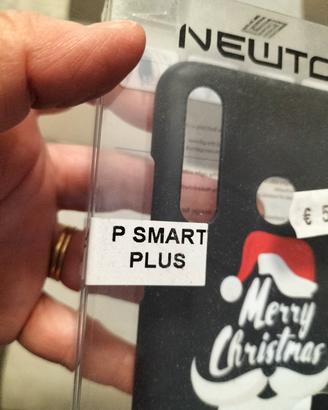 NEWTO
€ 5
P SMART
PLUS
Merry
Christmas